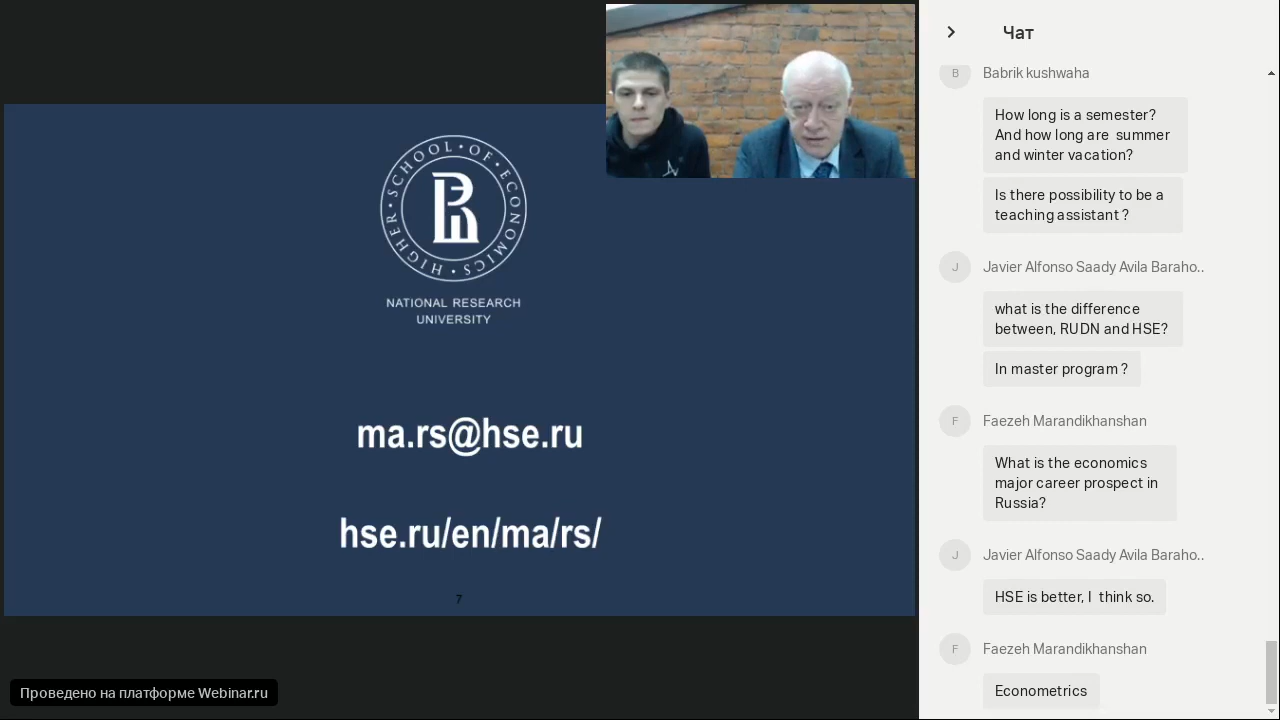 HIGHER · SCHOOL · OF · ECONOMICS ·
NATIONAL RESEARCH
UNIVERSITY
ma.rs@hse.ru
hse.ru/en/ma/rs/
7
Проведено на платформе Webinar.ru
Чат
B
Babrik kushwaha
How long is a semester?
And how long are summer
and winter vacation?
Is there possibility to be a
teaching assistant ?
J
Javier Alfonso Saady Avila Baraho..
what is the difference
between, RUDN and HSE?
In master program ?
F
Faezeh Marandikhanshan
What is the economics
major career prospect in
Russia?
J
Javier Alfonso Saady Avila Baraho..
HSE is better, I think so.
F
Faezeh Marandikhanshan
Econometrics